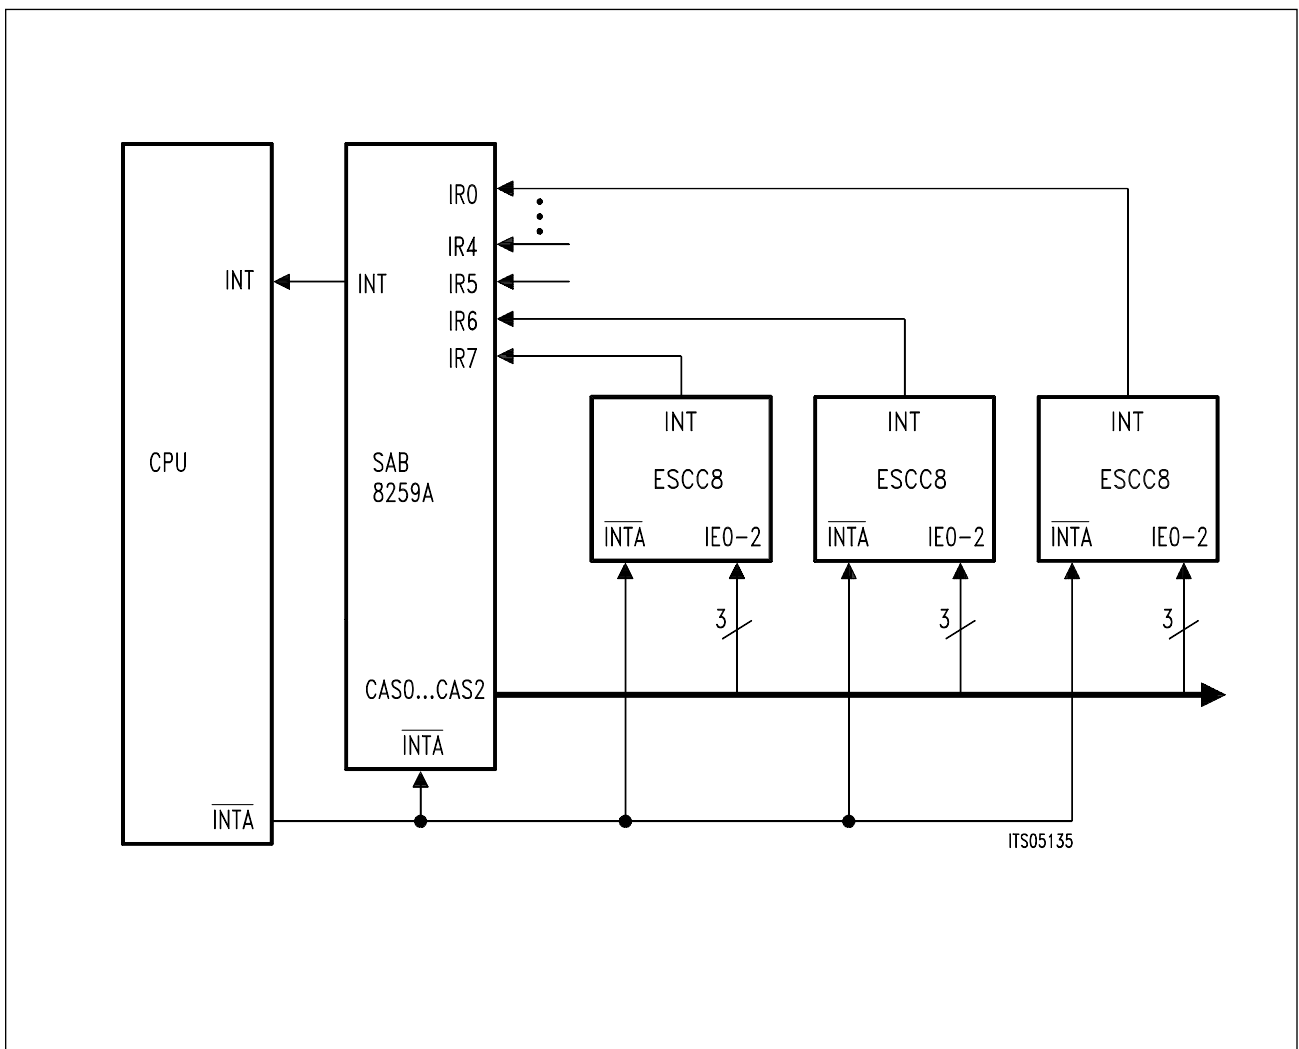 IR0
IR4
INT
INT
IR5
IR6
IR7
INT
INT
INT
CPU
SAB
8259A
ESCC8
ESCC8
ESCC8
INTA
IE0-2
INTA
IE0-2
INTA
IE0-2
3
3
3
CAS0...CAS2
INTA
INTA
ITS05135